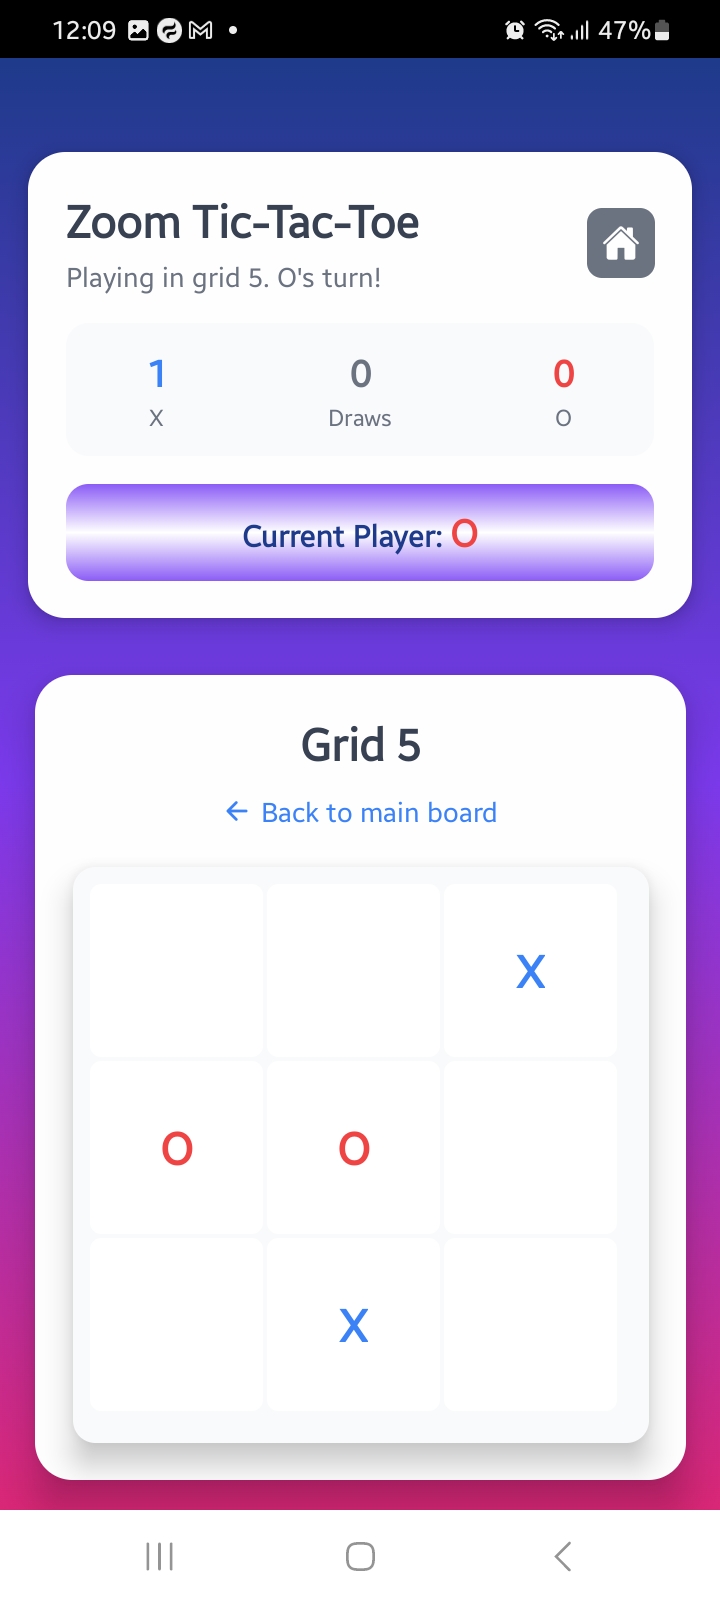 12:09 47%
Zoom Tic-Tac-Toe
Playing in grid 5. O's turn!
1 0 0
X Draws O
Current Player: O
Grid 5
← Back to main board
X
O O
X